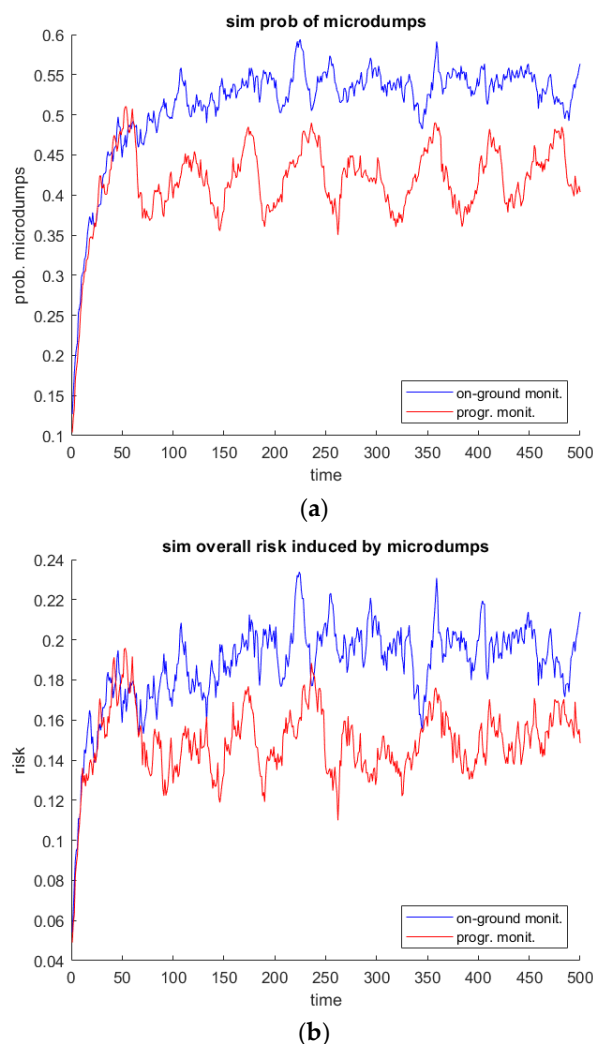 sim prob of microdumps
0.6
0.55
0.5
0.45
0.4
0.35
0.3
0.25
0.2
0.15
0.1
prob. microdumps
on-ground monit.
progr. monit.
0 50 100 150 200 250 300 350 400 450 500
time
(a)
sim overall risk induced by microdumps
0.24
0.22
0.2
0.18
0.16
0.14
0.12
0.1
0.08
0.06
0.04
risk
on-ground monit.
progr. monit.
0 50 100 150 200 250 300 350 400 450 500
time
(b)